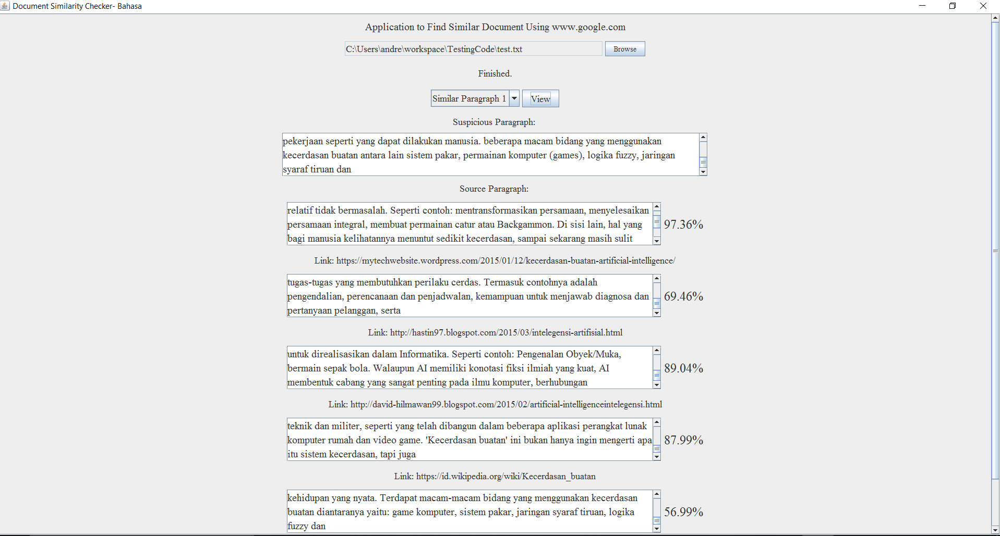 Document Similarity Checker- Bahasa
Application to Find Similar Document Using www.google.com
C:\Users\andre\workspace\TestingCode\test.txt
Browse
Finished.
Similar Paragraph 1
View
Suspicious Paragraph:
pekerjaan seperti yang dapat dilakukan manusia. beberapa macam bidang yang menggunakan
kecerdasan buatan antara lain sistem pakar, permainan komputer (games), logika fuzzy, jaringan
syaraf tiruan dan
Source Paragraph:
relatif tidak bermasalah. Seperti contoh: mentransformasikan persamaan, menyelesaikan
persamaan integral, membuat permainan catur atau Backgammon. Di sisi lain, hal yang
bagi manusia kelihatannya menuntut sedikit kecerdasan, sampai sekarang masih sulit
97.36%
Link: https://mytechwebsite.wordpress.com/2015/01/12/kecerdasan-buatan-artificial-intelligence/
tugas-tugas yang membutuhkan perilaku cerdas. Termasuk contohnya adalah
pengendalian, perencanaan dan penjadwalan, kemampuan untuk menjawab diagnosa dan
pertanyaan pelanggan, serta
69.46%
Link: http://hastin97.blogspot.com/2015/03/intelegensi-artifisial.html
untuk direalisasikan dalam Informatika. Seperti contoh: Pengenalan Obyek/Muka,
bermain sepak bola. Walaupun AI memiliki konotasi fiksi ilmiah yang kuat, AI
membentuk cabang yang sangat penting pada ilmu komputer, berhubungan
89.04%
Link: http://david-hilmawan99.blogspot.com/2015/02/artificial-intelligenceintelegensi.html
teknik dan militer, seperti yang telah dibangun dalam beberapa aplikasi perangkat lunak
komputer rumah dan video game. 'Kecerdasan buatan' ini bukan hanya ingin mengerti apa
itu sistem kecerdasan, tapi juga
87.99%
Link: https://id.wikipedia.org/wiki/Kecerdasan_buatan
kehidupan yang nyata. Terdapat macam-macam bidang yang menggunakan kecerdasan
buatan diantaranya yaitu: game komputer, sistem pakar, jaringan syaraf tiruan, logika
fuzzy dan
56.99%